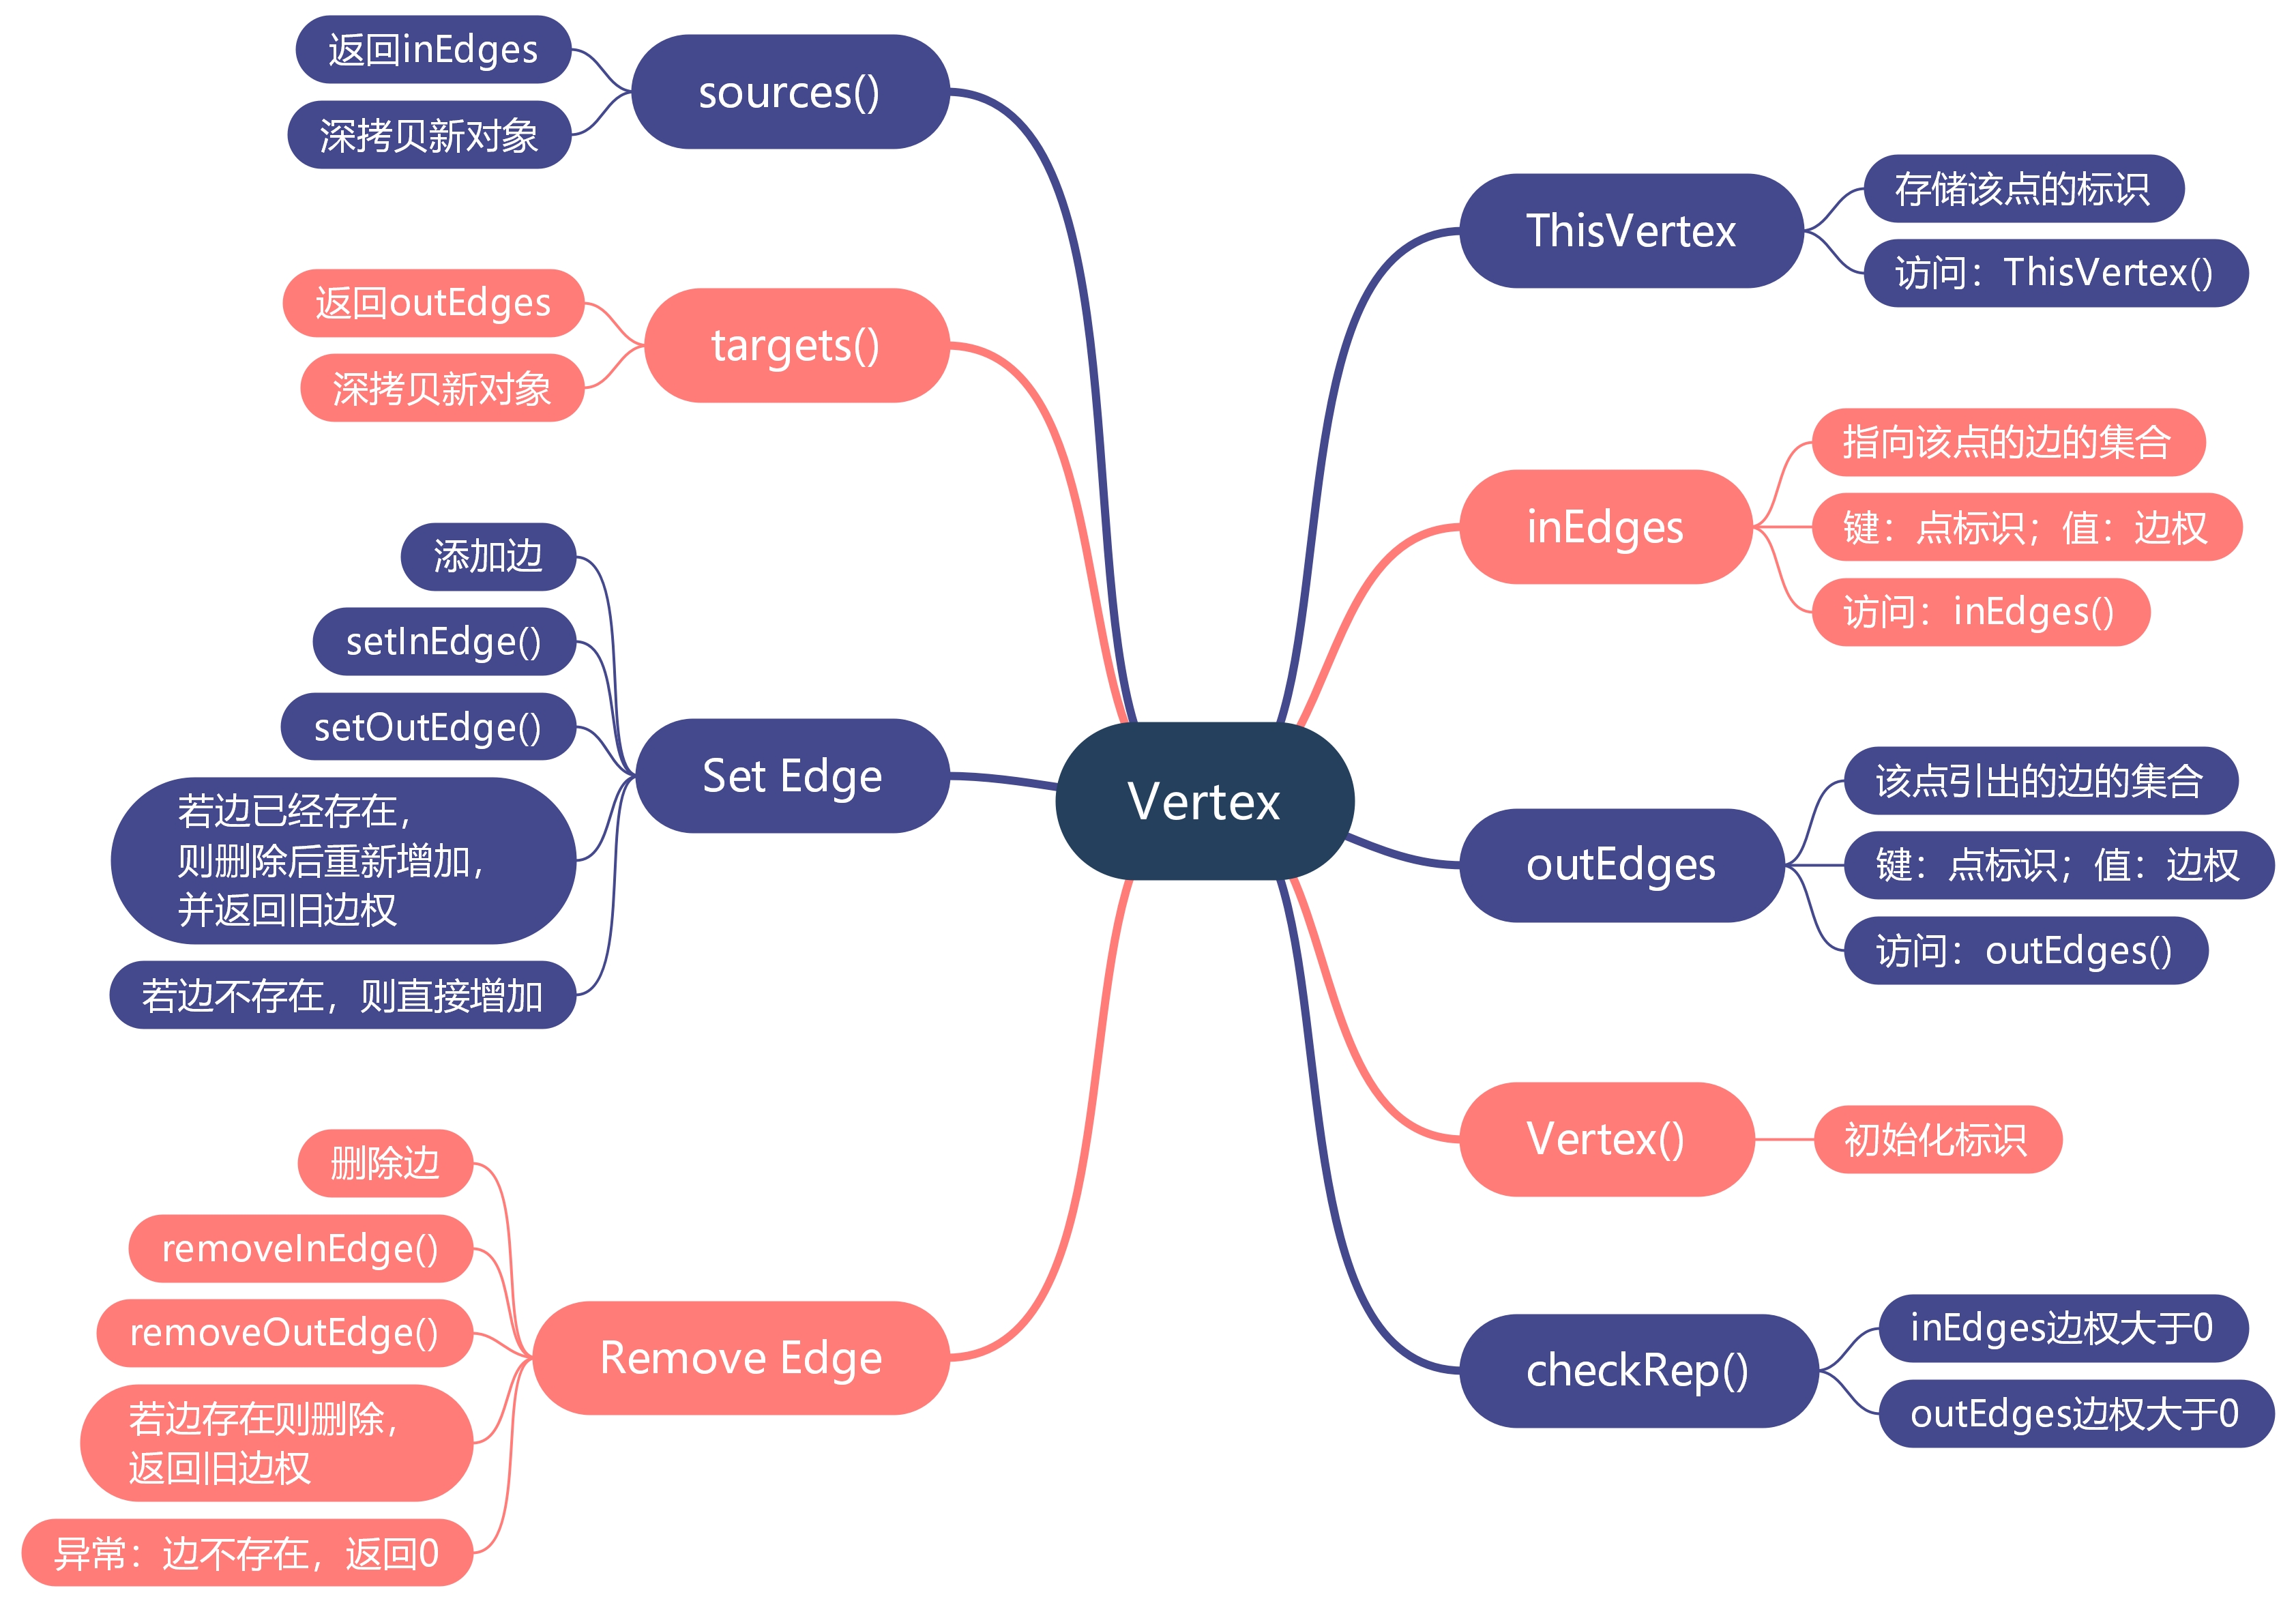 返回inEdges
深拷贝新对象
sources()
返回outEdges
深拷贝新对象
targets()
添加边
setInEdge()
setOutEdge()
若边已经存在，
则删除后重新增加，
并返回旧边权
若边不存在，则直接增加
Set Edge
删除边
removeInEdge()
removeOutEdge()
若边存在则删除，
返回旧边权
异常：边不存在，返回0
Remove Edge
Vertex
ThisVertex
存储该点的标识
访问：ThisVertex()
inEdges
指向该点的边的集合
键：点标识；值：边权
访问：inEdges()
outEdges
该点引出的边的集合
键：点标识；值：边权
访问：outEdges()
Vertex()
初始化标识
checkRep()
inEdges边权大于0
outEdges边权大于0